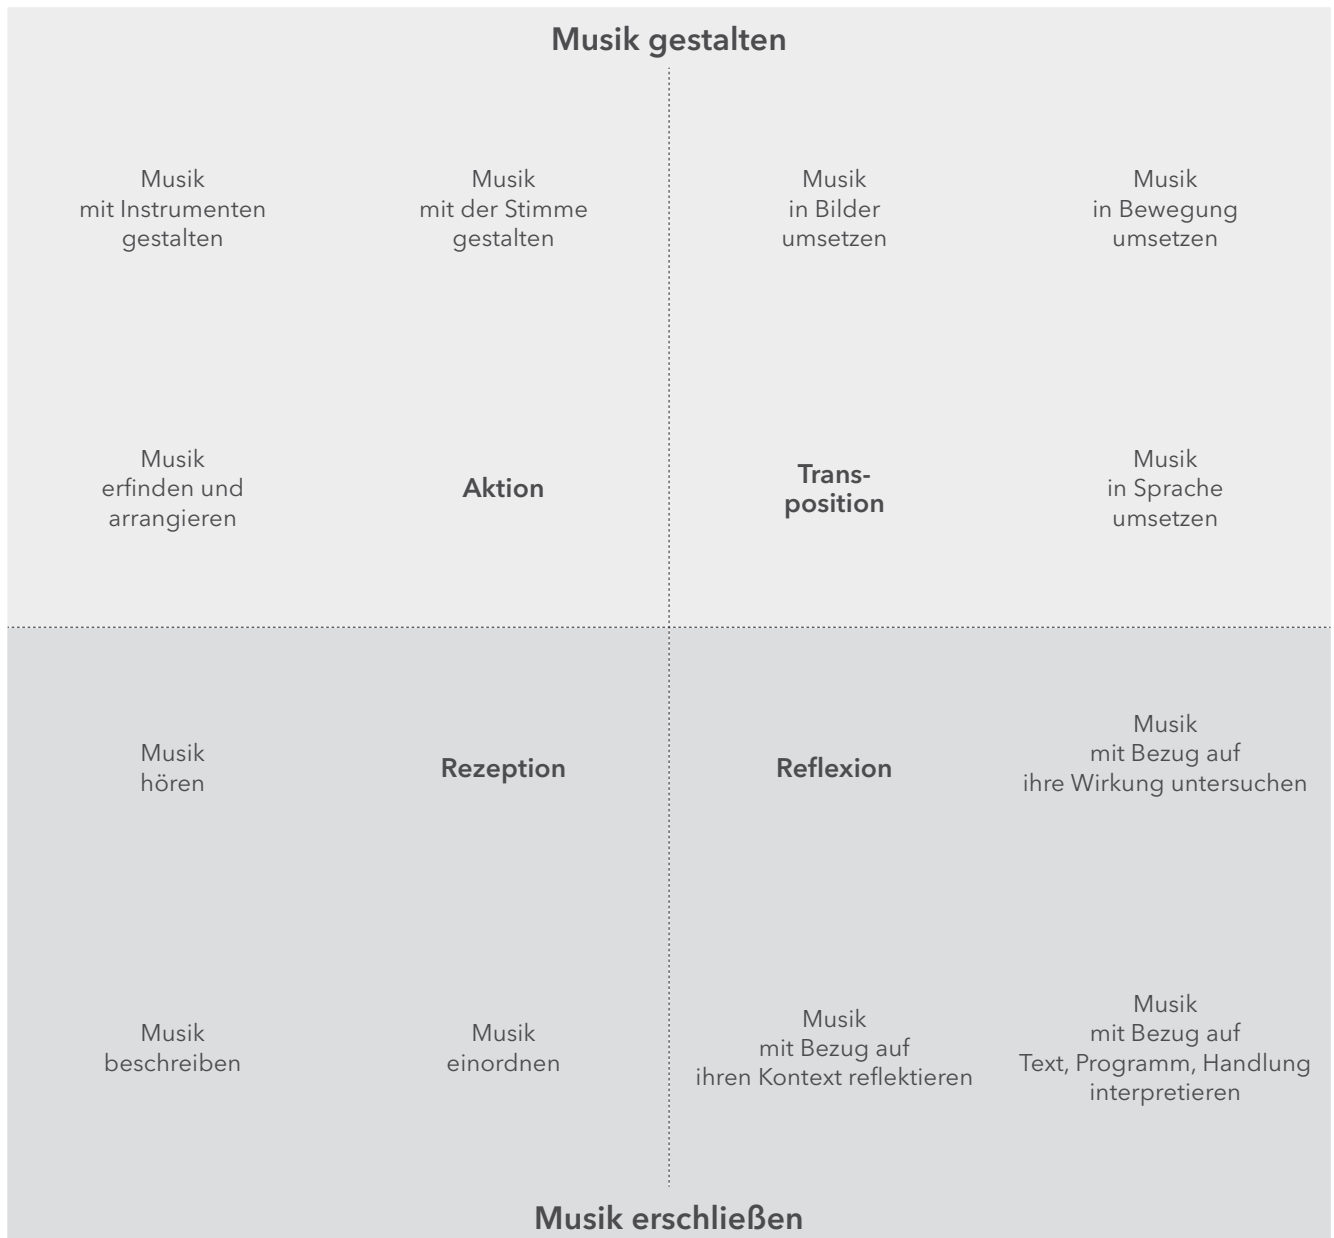 Musik gestalten
Musik
mit Instrumenten
gestalten
Musik
mit der Stimme
gestalten
Musik
in Bilder
umsetzen
Musik
in Bewegung
umsetzen
Musik
erfinden und
arrangieren
Aktion
Trans-
position
Musik
in Sprache
umsetzen
Musik
hören
Rezeption
Reflexion
Musik
mit Bezug auf
ihre Wirkung untersuchen
Musik
beschreiben
Musik
einordnen
Musik
mit Bezug auf
ihren Kontext reflektieren
Musik
mit Bezug auf
Text, Programm, Handlung
interpretieren
Musik erschließen